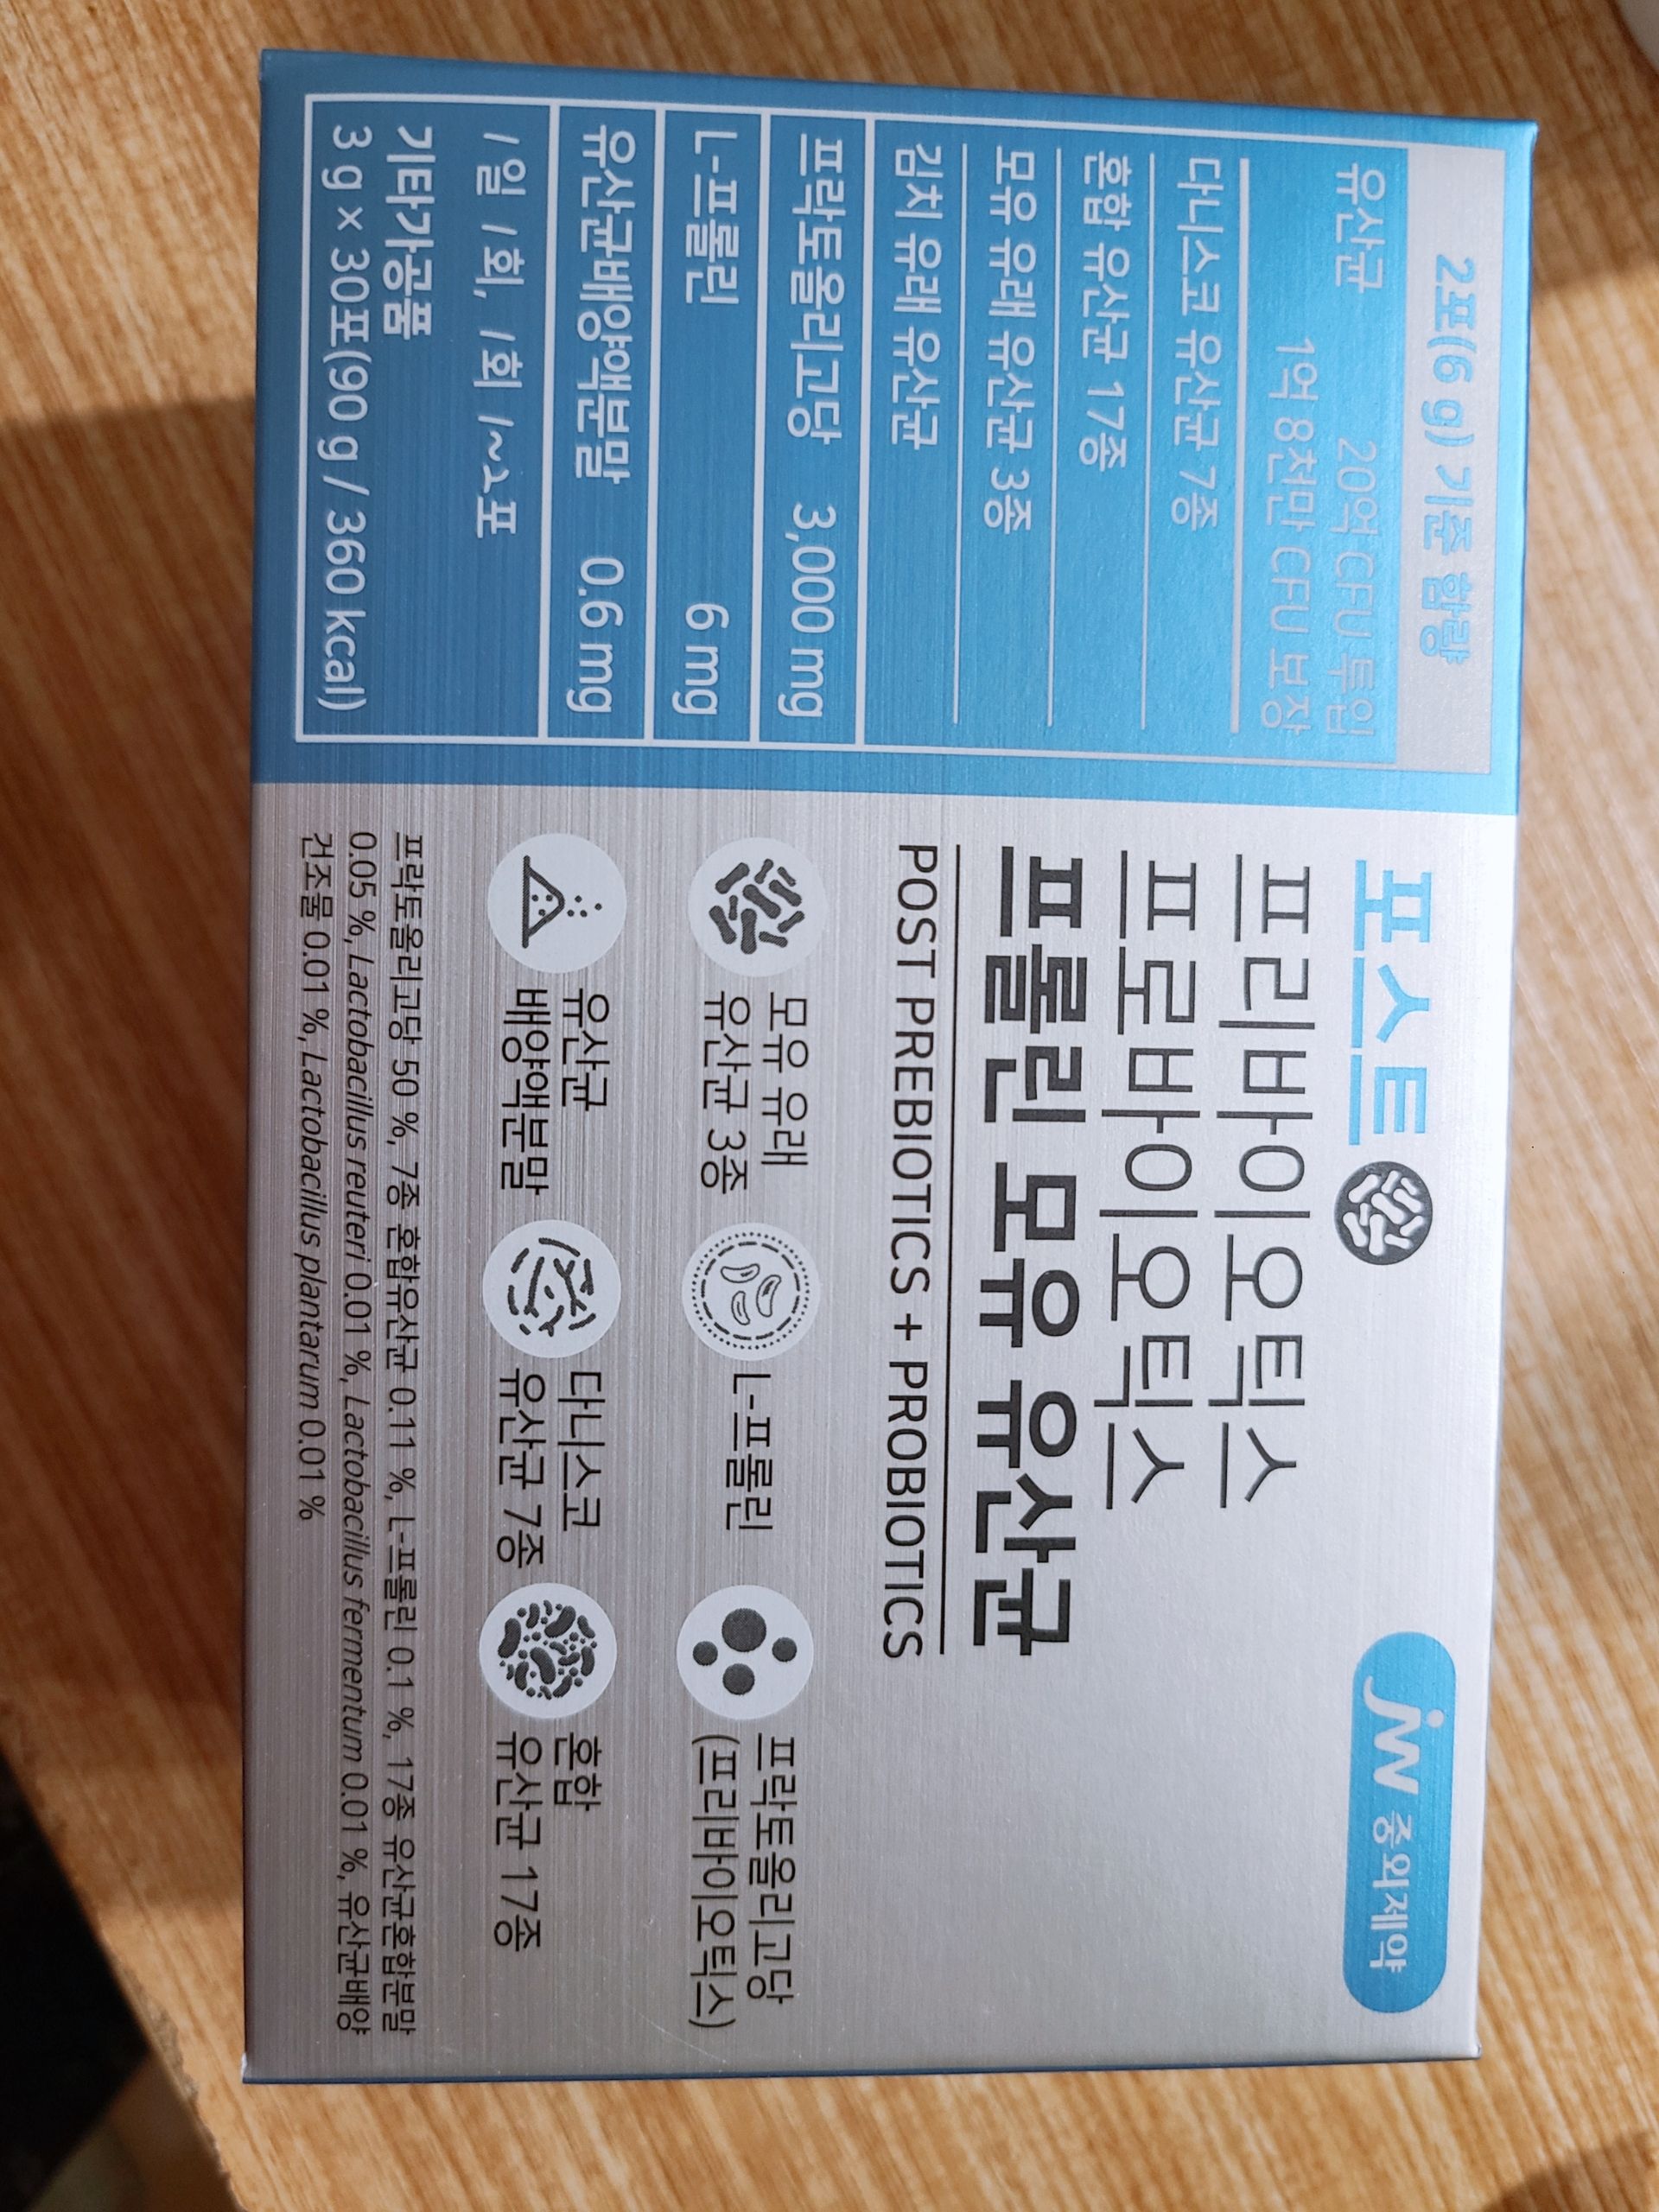 2포(6 g) 기준 함량
유산균 20억 CFU 투입
1억 8천만 CFU 보장
다니스코 유산균 7종
혼합 유산균 17종
모유 유래 유산균 3종
김치 유래 유산균
프락토올리고당 3,000 mg
L-프롤린 6 mg
유산균배양액분말 0.6 mg
1일 1회, 1회 1~2포
기타가공품
3 g × 30포(90 g / 360 kcal)
포스트
프리바이오틱스
프로바이오틱스
프롤린 모유 유산균
POST PREBIOTICS + PROBIOTICS
jw 중외제약
모유 유래
유산균 3종
L-프롤린
프락토올리고당
(프리바이오틱스)
유산균
배양액분말
다니스코
유산균 7종
혼합
유산균 17종
프락토올리고당 50 %, 7종 혼합유산균 0.11 %, L-프롤린 0.1 %, 17종 유산균혼합분말
0.05 %, Lactobacillus reuteri 0.01 %, Lactobacillus fermentum 0.01 %, 유산균배양
건조물 0.01 %, Lactobacillus plantarum 0.01 %